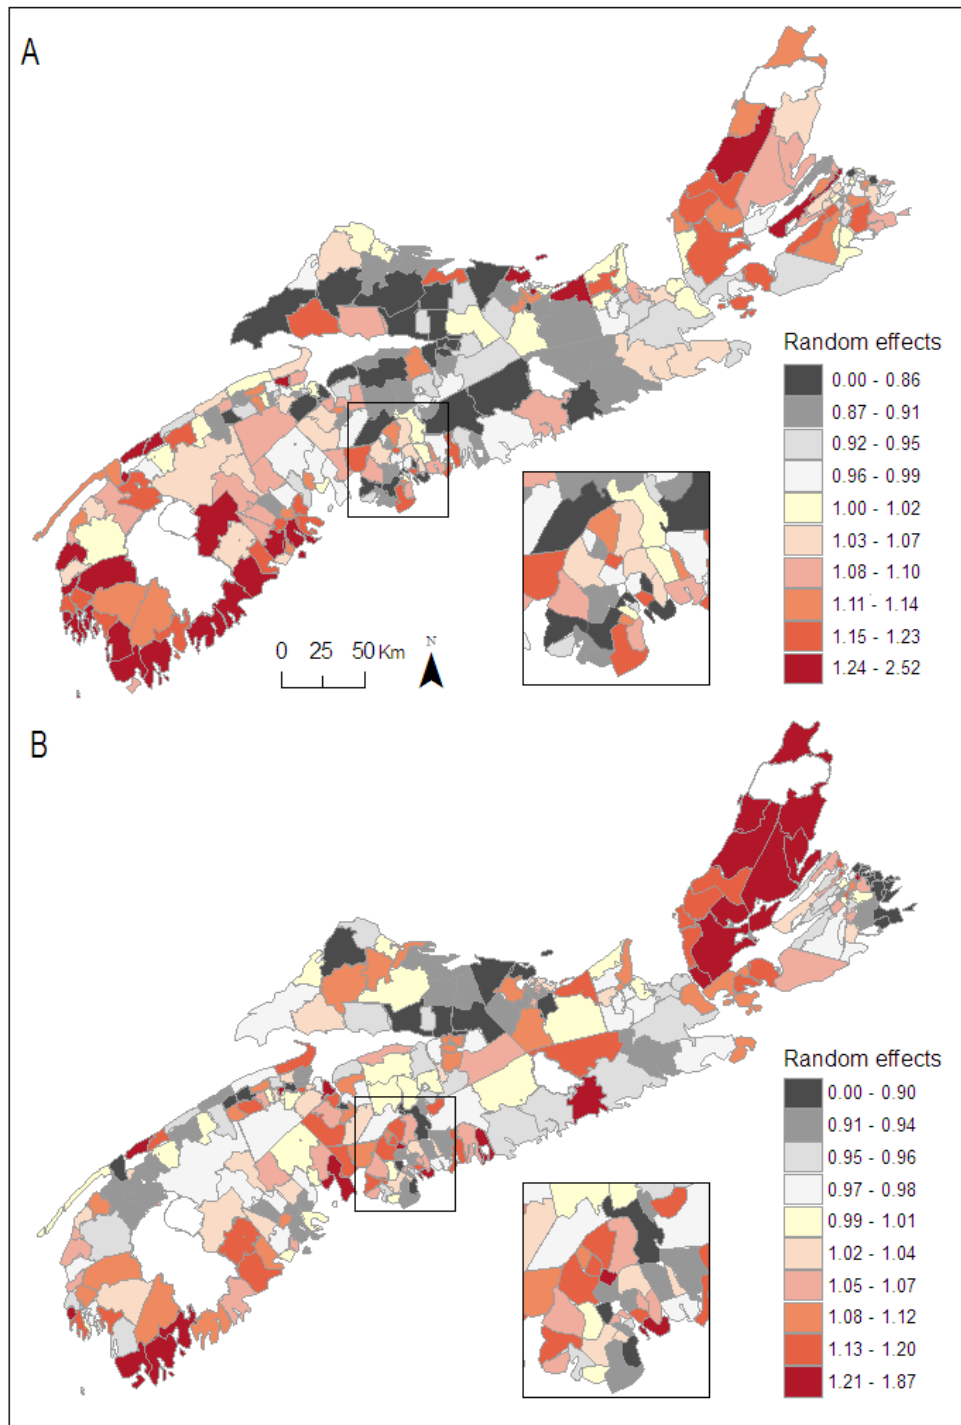 A
Random effects
0.00 - 0.86
0.87 - 0.91
0.92 - 0.95
0.96 - 0.99
1.00 - 1.02
1.03 - 1.07
1.08 - 1.10
1.11 - 1.14
1.15 - 1.23
1.24 - 2.52
N
0 25 50 Km
B
Random effects
0.00 - 0.90
0.91 - 0.94
0.95 - 0.96
0.97 - 0.98
0.99 - 1.01
1.02 - 1.04
1.05 - 1.07
1.08 - 1.12
1.13 - 1.20
1.21 - 1.87